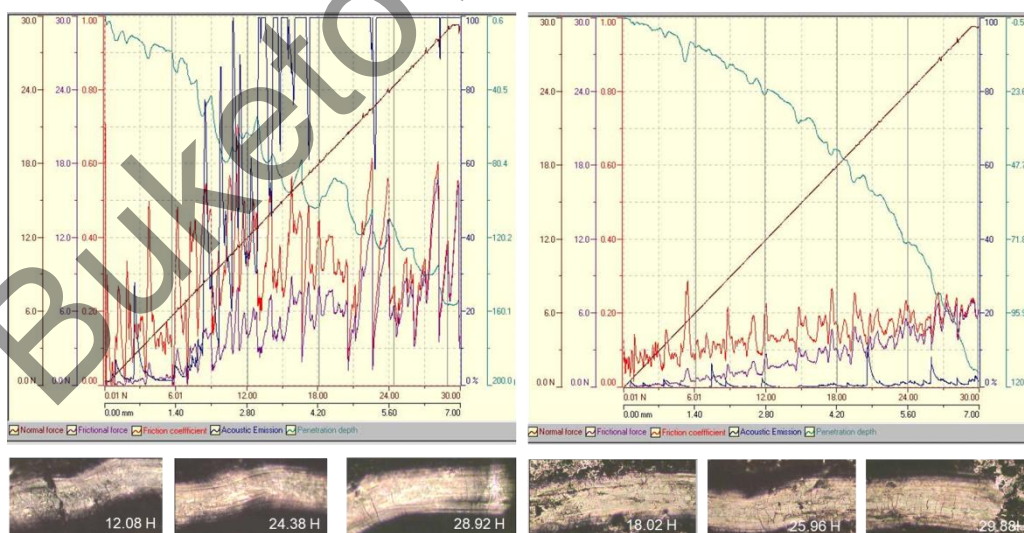 Buketo
30.0 30.0 1.00 100 0.6
24.0 24.0 0.80 80 40.5
18.0 18.0 0.60 60 80.4
12.0 12.0 0.40 40 120.2
6.0 6.0 0.20 20 160.1
0.0 N 0.0 N 0.00 0 % 200.0
0.01 N 6.01 12.00 18.00 24.00 30.00
0.00 mm 1.40 2.80 4.20 5.60 7.00
Normal force Frictional force Friction coeffficient Acoustic Emission Penetration depth
30.0 30.0 1.00 100
24.0 24.0 0.80 80
18.0 18.0 0.60 60
12.0 12.0 0.40 40
6.0 6.0 0.20 20
0.0 N 0.0 N 0.00 0 %
0.01 N 6.01 12.00 18.00 24.00 30.00
0.00 mm 1.40 2.80 4.20 5.60 7.00
Normal force Frictional force Friction coeffficient Acoustic Emission Penetration depth
12.08 Н
24.38 Н
28.92 Н
18.02 Н
25.96 Н
29.88Н